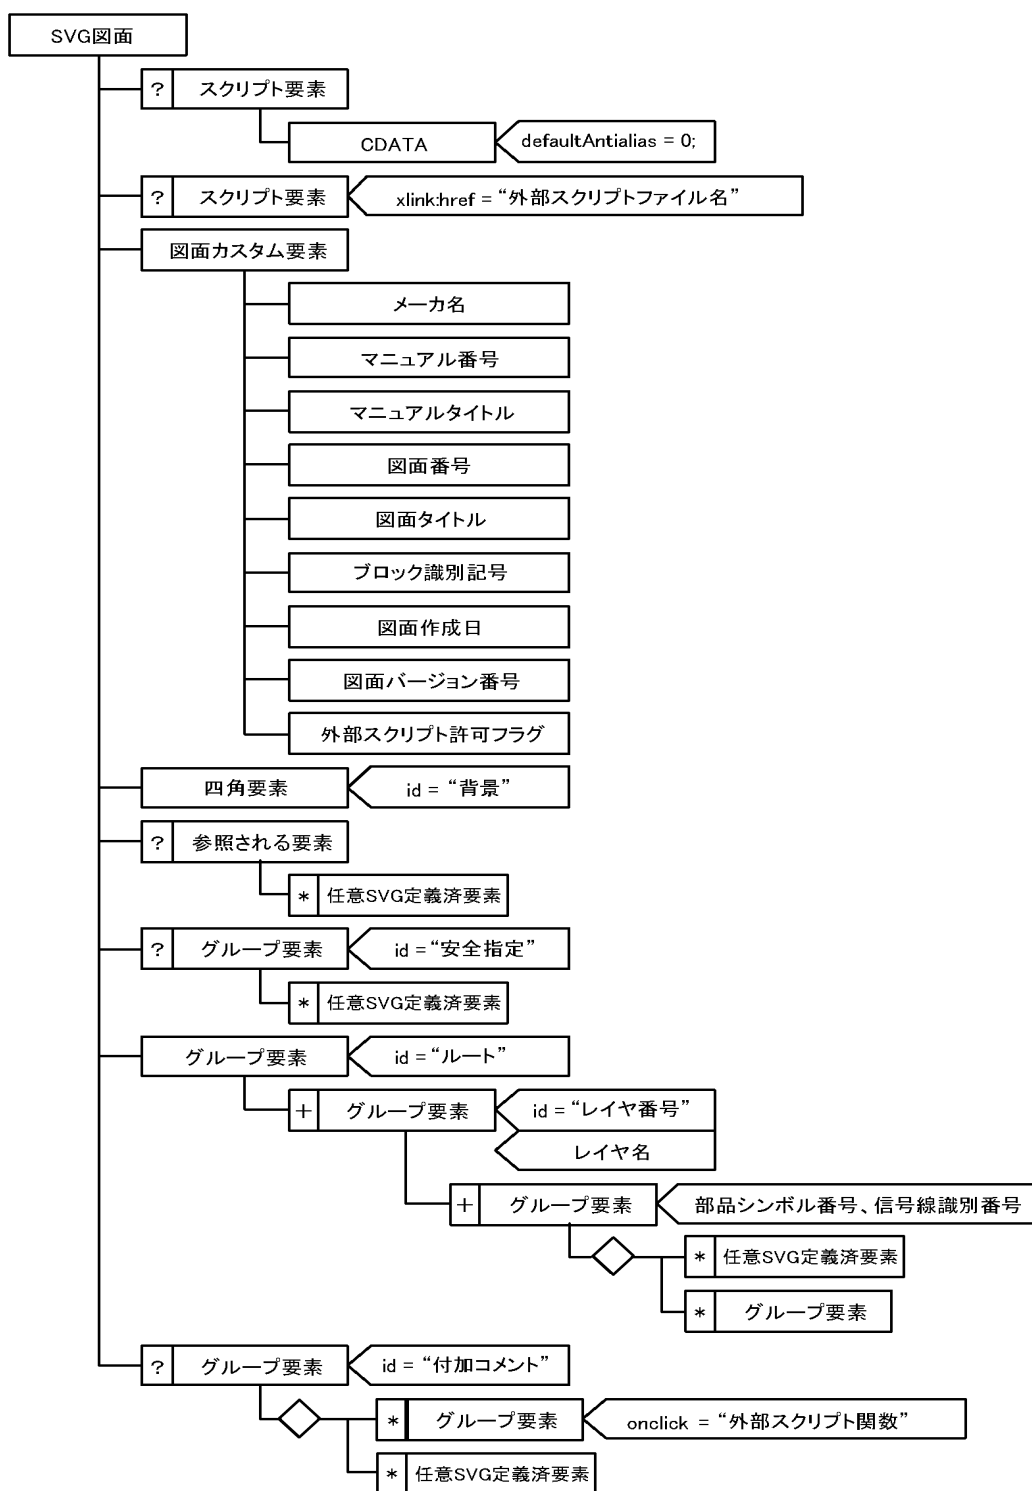 SVG図面
? スクリプト要素
CDATA defaultAntialias = 0;
? スクリプト要素 xlink:href = “外部スクリプトファイル名”
図面カスタム要素
メーカ名
マニュアル番号
マニュアルタイトル
図面番号
図面タイトル
ブロック識別記号
図面作成日
図面バージョン番号
外部スクリプト許可フラグ
四角要素 id = “背景”
? 参照される要素
* 任意SVG定義済要素
? グループ要素 id = “安全指定”
* 任意SVG定義済要素
グループ要素 id = “ルート”
+ グループ要素 id = “レイヤ番号”
レイヤ名
+ グループ要素 部品シンボル番号、信号線識別番号
* 任意SVG定義済要素
* グループ要素
? グループ要素 id = “付加コメント”
* グループ要素 onclick = “外部スクリプト関数”
* 任意SVG定義済要素